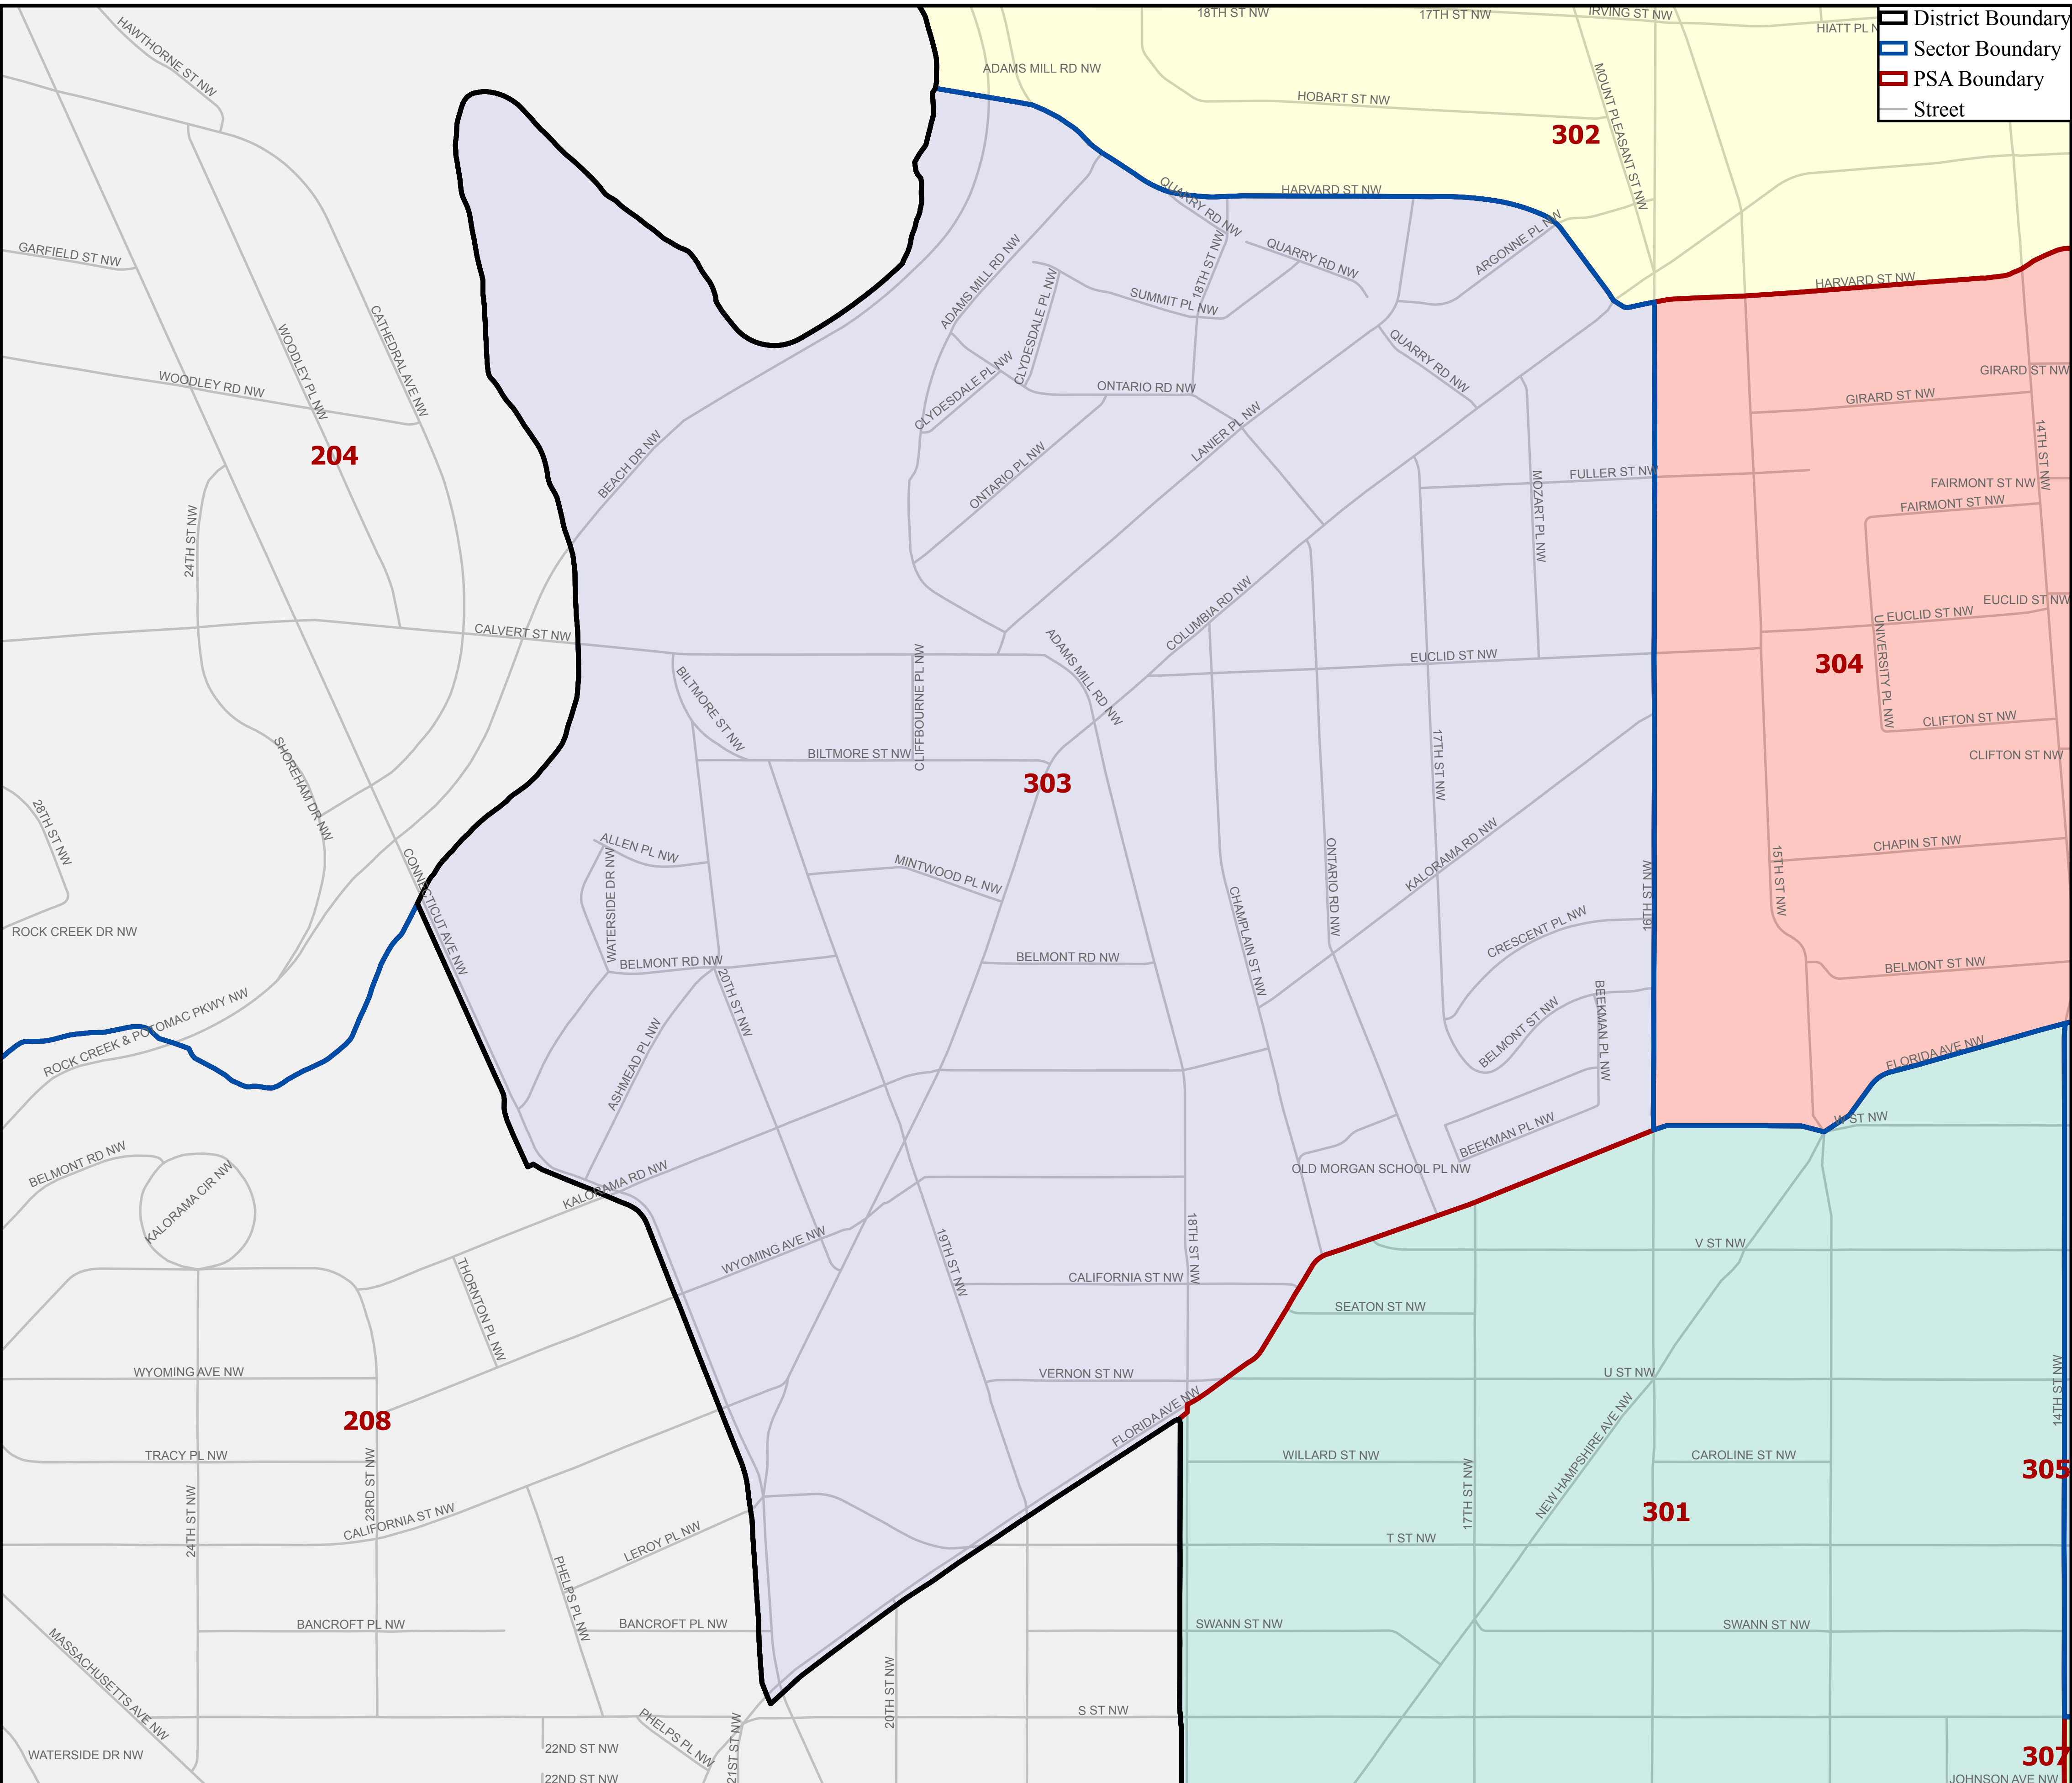 18TH ST NW
17TH ST NW
IRVING ST NW
HIATT PL N
District Boundary
Sector Boundary
PSA Boundary
Street
HAWTHORNE ST NW
ADAMS MILL RD NW
HOBART ST NW
MOUNT PLEASANT ST NW
302
QUARRY RD NW
HARVARD ST NW
ARGONNE PL NW
GARFIELD ST NW
ADAMS MILL RD NW
18TH ST NW
QUARRY RD NW
HARVARD ST NW
CATHEDRAL AVE NW
WOODLEY PL NW
CLYDESDALE PL NW
SUMMIT PL NW
QUARRY RD NW
WOODLEY RD NW
CLYDESDALE PL NW
ONTARIO RD NW
GIRARD ST NW
GIRARD ST NW
204
LANIER PL NW
14TH ST NW
BEACH DR NW
ONTARIO PL NW
MOZART PL NW
FULLER ST NW
FAIRMONT ST NW
FAIRMONT ST NW
24TH ST NW
CALVERT ST NW
COLUMBIA RD NW
EUCLID ST NW
EUCLID ST NW
UNIVERSITY PL NW
ADAMS MILL RD NW
EUCLID ST NW
304
BILTMORE ST NW
CLIFFBOURNE PL NW
CLIFTON ST NW
BILTMORE ST NW
17TH ST NW
CLIFTON ST NW
SHOREHAM DR NW
303
28TH ST NW
ALLEN PL NW
MINTWOOD PL NW
ONTARIO RD NW
KALORAMA RD NW
CHAPIN ST NW
CONNECTICUT AVE NW
WATERSIDE DR NW
CHAMPLAIN ST NW
16TH ST NW
15TH ST NW
ROCK CREEK DR NW
BELMONT RD NW
BELMONT RD NW
CRESCENT PL NW
BELMONT ST NW
20TH ST NW
ROCK CREEK & POTOMAC PKWY NW
ASHMEAD PL NW
BELMONT ST NW
BEEKMAN PL NW
FLORIDA AVE NW
W ST NW
BEEKMAN PL NW
BELMONT RD NW
KALORAMA CIR NW
KALORAMA RD NW
OLD MORGAN SCHOOL PL NW
WYOMING AVE NW
19TH ST NW
18TH ST NW
V ST NW
THORNTON PL NW
CALIFORNIA ST NW
SEATON ST NW
WYOMING AVE NW
VERNON ST NW
U ST NW
14TH ST NW
208
FLORIDA AVE NW
NEW HAMPSHIRE AVE NW
TRACY PL NW
23RD ST NW
WILLARD ST NW
17TH ST NW
CAROLINE ST NW
305
24TH ST NW
CALIFORNIA ST NW
LEROY PL NW
301
T ST NW
PHELPS PL NW
BANCROFT PL NW
BANCROFT PL NW
SWANN ST NW
SWANN ST NW
MASSACHUSETTS AVE NW
20TH ST NW
S ST NW
PHELPS PL NW
21ST ST NW
WATERSIDE DR NW
22ND ST NW
307
22ND ST NW
JOHNSON AVE NW